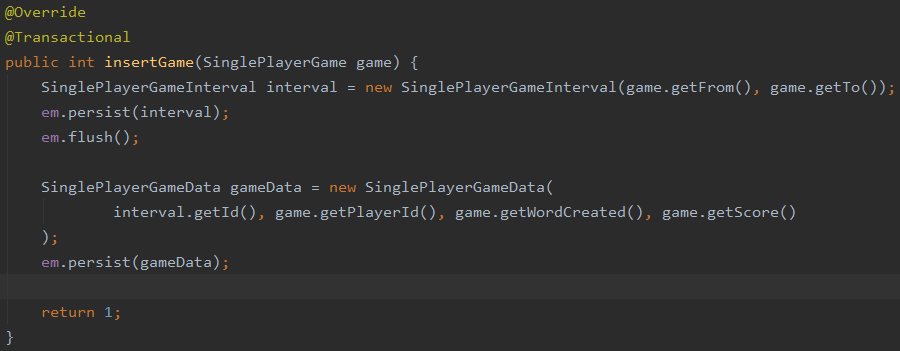 @Override
@Transactional
public int insertGame(SinglePlayerGame game) {
    SinglePlayerGameInterval interval = new SinglePlayerGameInterval(game.getFrom(), game.getTo());
    em.persist(interval);
    em.flush();

    SinglePlayerGameData gameData = new SinglePlayerGameData(
            interval.getId(), game.getPlayerId(), game.getWordCreated(), game.getScore()
    );
    em.persist(gameData);

    return 1;
}